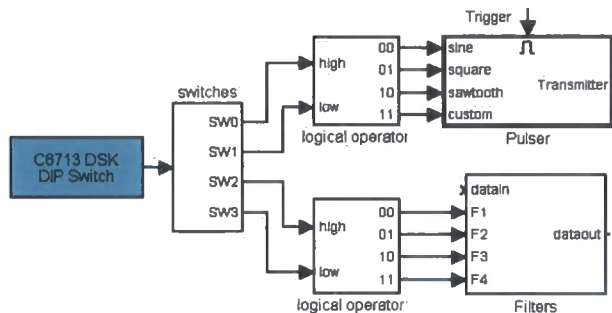 Trigger
00
01
10
11
high
low
logical operator
sine
square
sawtooth
custom
Transmitter
Pulser
switches
SW0
SW1
SW2
SW3
C6713 DSK
DIP Switch
high
low
00
01
10
11
logical operator
dataIn
F1
F2
F3
F4
dataout
Filters